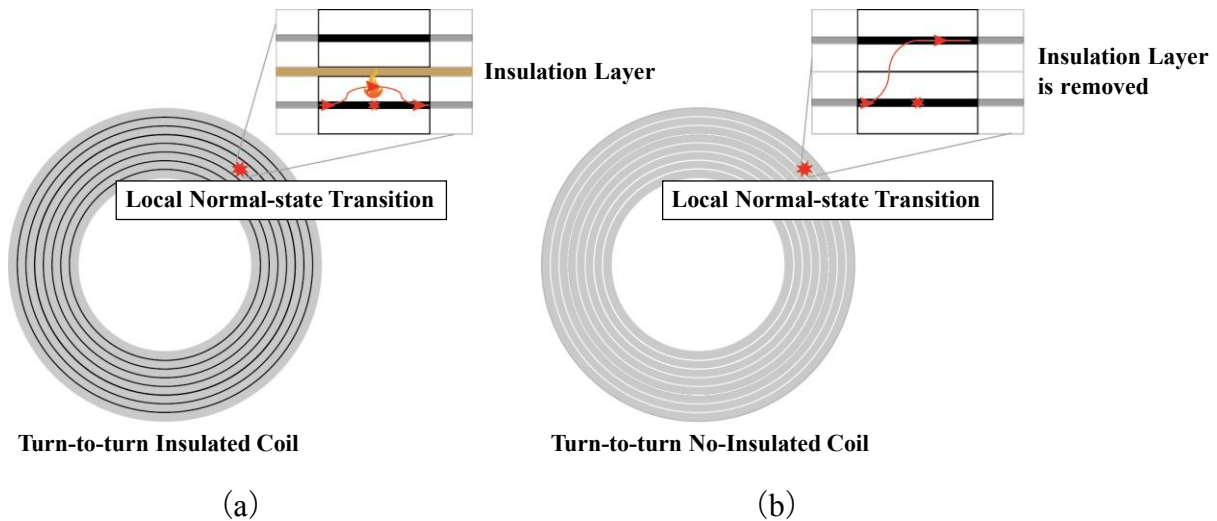 Insulation Layer
Local Normal-state Transition
Turn-to-turn Insulated Coil
(a)
Insulation Layer
is removed
Local Normal-state Transition
Turn-to-turn No-Insulated Coil
(b)